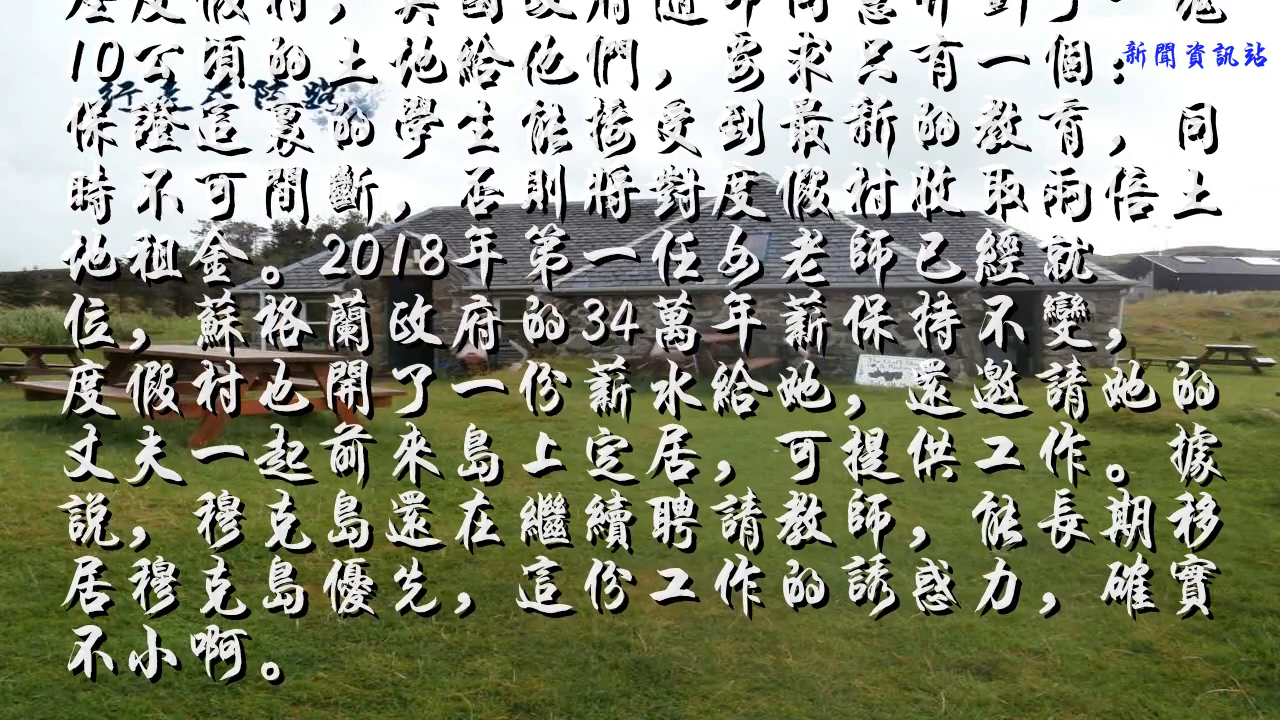 座度假村，英國政府隨即同意并劃了一塊
10公頃的土地給他們，要求只有一個：
保證這裏的學生能接受到最新的教育，同
時不可間斷，否則將對度假村收取兩倍土
地租金。2018年第一任女老師已經就
位，蘇格蘭政府的34萬年薪保持不變，
度假村也開了一份薪水給她，還邀請她的
丈夫一起前來島上定居，可提供工作。據
說，穆克島還在繼續聘請教師，能長期移
居穆克島優先，這份工作的誘惑力，確實
不小啊。
新聞資訊站